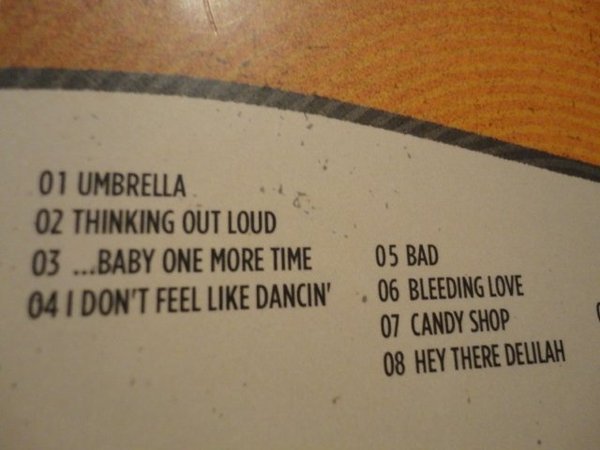 01 UMBRELLA
02 THINKING OUT LOUD
03 ...BABY ONE MORE TIME
04 I DON'T FEEL LIKE DANCIN'
05 BAD
06 BLEEDING LOVE
07 CANDY SHOP
08 HEY THERE DELILAH